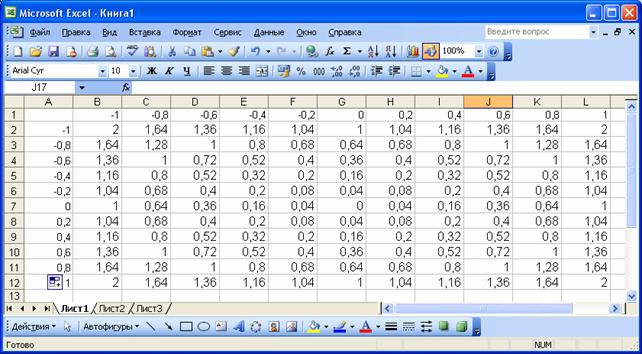 Microsoft Excel - Книга1
Файл Правка Вид Вставка Формат Сервис Данные Окно Справка Введите вопрос
100%
Arial Cyr 10 Ж К Ч % 000
J17 fx
A B C D E F G H I J K L
1 -1 -0,8 -0,6 -0,4 -0,2 0 0,2 0,4 0,6 0,8 1
2 -1 2 1,64 1,36 1,16 1,04 1 1,04 1,16 1,36 1,64 2
3 -0,8 1,64 1,28 1 0,8 0,68 0,64 0,68 0,8 1 1,28 1,64
4 -0,6 1,36 1 0,72 0,52 0,4 0,36 0,4 0,52 0,72 1 1,36
5 -0,4 1,16 0,8 0,52 0,32 0,2 0,16 0,2 0,32 0,52 0,8 1,16
6 -0,2 1,04 0,68 0,4 0,2 0,08 0,04 0,08 0,2 0,4 0,68 1,04
7 0 1 0,64 0,36 0,16 0,04 0 0,04 0,16 0,36 0,64 1
8 0,2 1,04 0,68 0,4 0,2 0,08 0,04 0,08 0,2 0,4 0,68 1,04
9 0,4 1,16 0,8 0,52 0,32 0,2 0,16 0,2 0,32 0,52 0,8 1,16
10 0,6 1,36 1 0,72 0,52 0,4 0,36 0,4 0,52 0,72 1 1,36
11 0,8 1,64 1,28 1 0,8 0,68 0,64 0,68 0,8 1 1,28 1,64
12 1 2 1,64 1,36 1,16 1,04 1 1,04 1,16 1,36 1,64 2
13
Лист1 Лист2 Лист3
Действия Автофигуры
Готово NUM